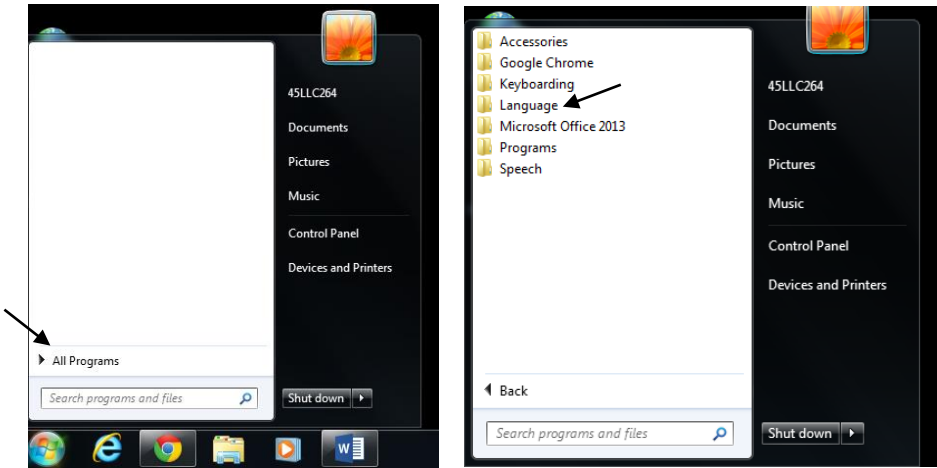 45LLC264
Documents
Pictures
Music
Control Panel
Devices and Printers
All Programs
Search programs and files
Shut down
W
Accessories
Google Chrome
Keyboarding
Language
Microsoft Office 2013
Programs
Speech
45LLC264
Documents
Pictures
Music
Control Panel
Devices and Printers
Back
Search programs and files
Shut down